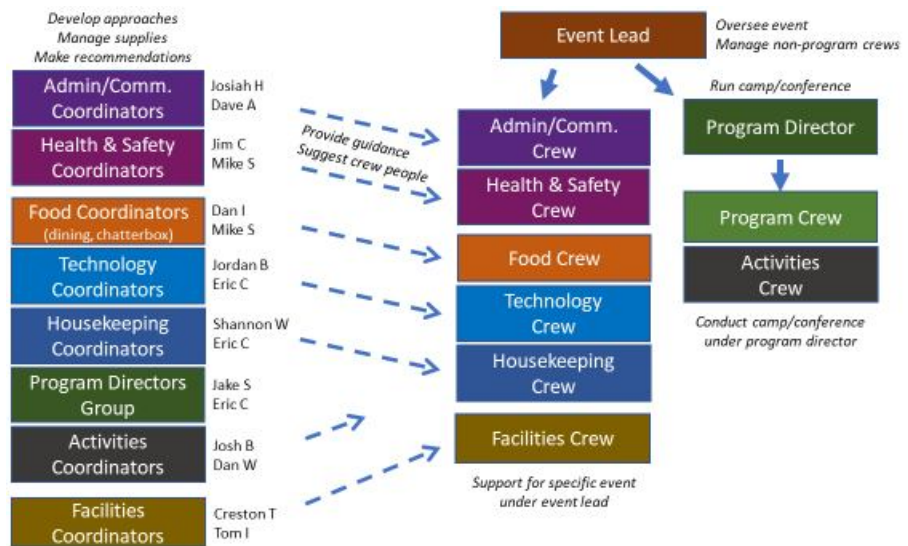 Develop approaches
Manage supplies
Make recommendations
Admin/Comm.
Coordinators
Josiah H
Dave A
Health & Safety
Coordinators
Jim C
Mike S
Food Coordinators
(dining, chatterbox)
Dan I
Mike S
Technology
Coordinators
Jordan B
Eric C
Housekeeping
Coordinators
Shannon W
Eric C
Program Directors
Group
Jake S
Eric C
Activities
Coordinators
Josh B
Dan W
Facilities
Coordinators
Creston T
Tom I
Provide guidance
Suggest crew people
Event Lead
Oversee event
Manage non-program crews
Admin/Comm.
Crew
Health & Safety
Crew
Food Crew
Technology
Crew
Housekeeping
Crew
Facilities Crew
Support for specific event
under event lead
Run camp/conference
Program Director
Program Crew
Activities
Crew
Conduct camp/conference
under program director